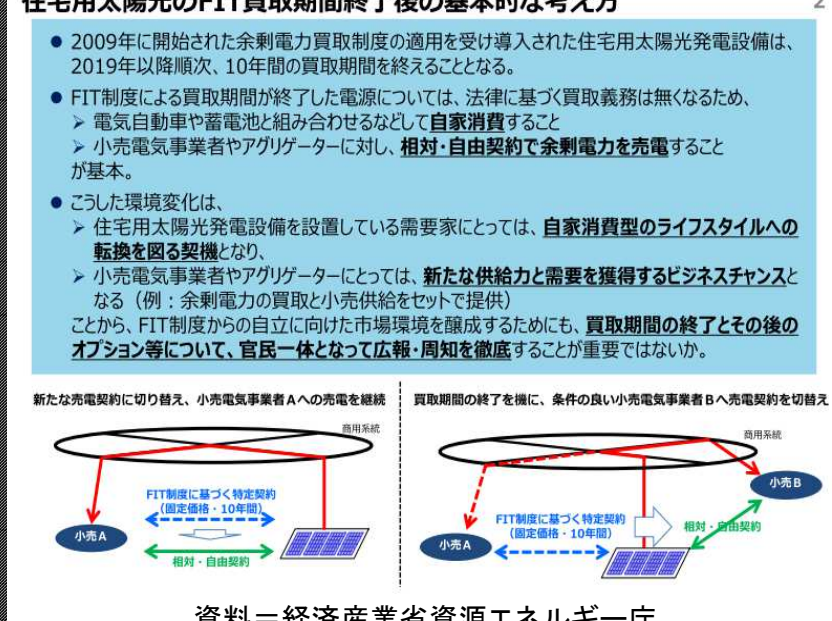 住宅用太陽光のFIT買取期間終了後の基本的な考え方
2
● 2009年に開始された余剰電力買取制度の適用を受け導入された住宅用太陽光発電設備は、
2019年以降順次、10年間の買取期間を終えることとなる。
● FIT制度による買取期間が終了した電源については、法律に基づく買取義務は無くなるため、
➢ 電気自動車や蓄電池と組み合わせるなどして自家消費すること
➢ 小売電気事業者やアグリゲーターに対し、相対・自由契約で余剰電力を売電すること
が基本。
● こうした環境変化は、
➢ 住宅用太陽光発電設備を設置している需要家にとっては、自家消費型のライフスタイルへの
転換を図る契機となり、
➢ 小売電気事業者やアグリゲーターにとっては、新たな供給力と需要を獲得するビジネスチャンスと
なる（例：余剰電力の買取と小売供給をセットで提供）
ことから、FIT制度からの自立に向けた市場環境を醸成するためにも、買取期間の終了とその後の
オプション等について、官民一体となって広報・周知を徹底することが重要ではないか。
新たな売電契約に切り替え、小売電気事業者Aへの売電を継続
商用系統
FIT制度に基づく特定契約
（固定価格・10年間）
小売A
相対・自由契約
買取期間の終了を機に、条件の良い小売電気事業者Bへ売電契約を切替え
商用系統
小売B
FIT制度に基づく特定契約
（固定価格・10年間）
小売A
相対・自由契約
資料＝経済産業省資源エネルギー庁